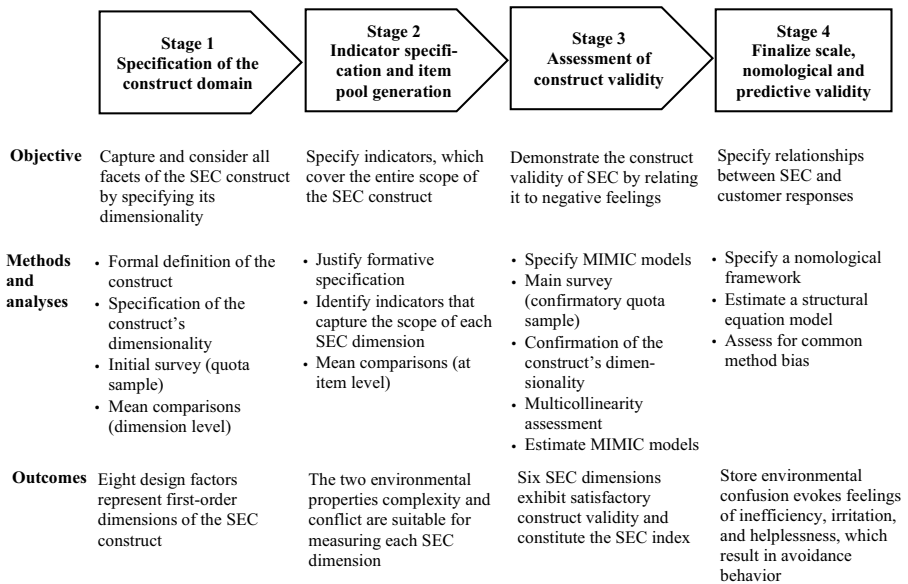 Stage 1
Specification of the
construct domain
Stage 2
Indicator specifi-
cation and item
pool generation
Stage 3
Assessment of
construct validity
Stage 4
Finalize scale,
nomological and
predictive validity
Objective
Capture and consider all
facets of the SEC construct
by specifying its
dimensionality
Specify indicators, which
cover the entire scope of
the SEC construct
Demonstrate the construct
validity of SEC by relating
it to negative feelings
Specify relationships
between SEC and
customer responses
Methods
and
analyses
• Formal definition of the
construct
• Specification of the
construct's
dimensionality
• Initial survey (quota
sample)
• Mean comparisons
(dimension level)
• Justify formative
specification
• Identify indicators that
capture the scope of each
SEC dimension
• Mean comparisons (at
item level)
• Specify MIMIC models
• Main survey
(confirmatory quota
sample)
• Confirmation of the
construct's dimen-
sionality
• Multicollinearity
assessment
• Estimate MIMIC models
• Specify a nomological
framework
• Estimate a structural
equation model
• Assess for common
method bias
Outcomes
Eight design factors
represent first-order
dimensions of the SEC
construct
The two environmental
properties complexity and
conflict are suitable for
measuring each SEC
dimension
Six SEC dimensions
exhibit satisfactory
construct validity and
constitute the SEC index
Store environmental
confusion evokes feelings
of inefficiency, irritation,
and helplessness, which
result in avoidance
behavior